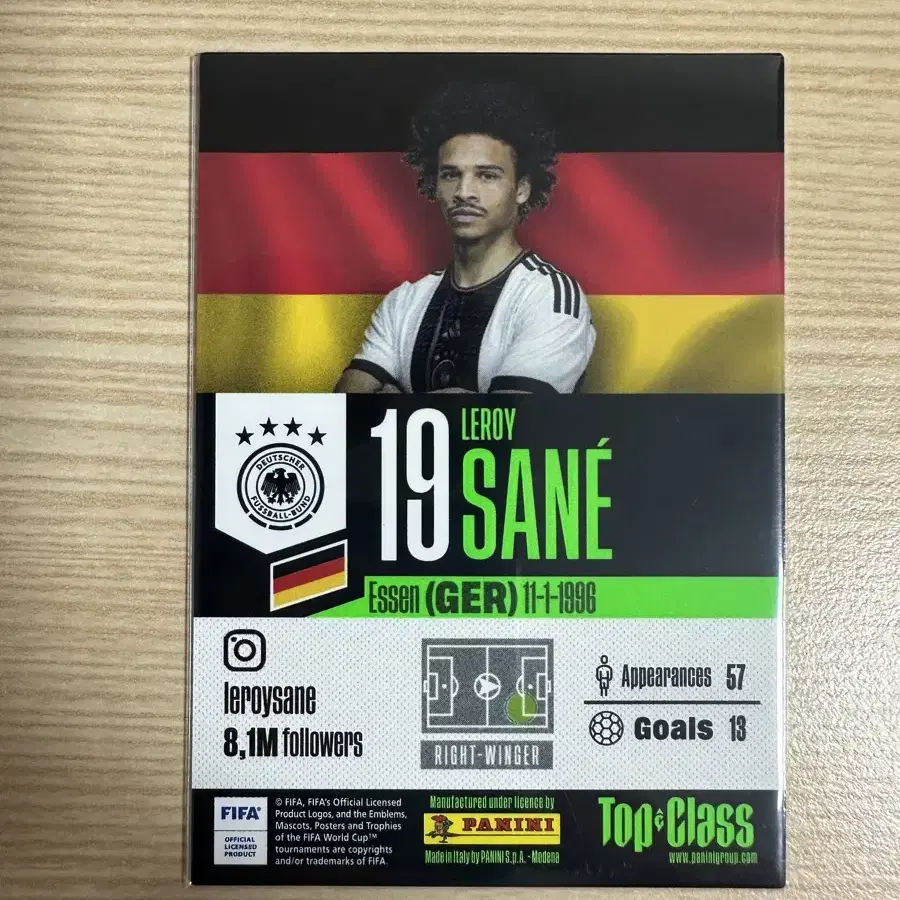 19
LEROY
SANÉ
DEUTSCHER
FUSSBALL-BUND
Essen (GER) 11-1-1996
leroysane
8,1M followers
RIGHT-WINGER
Appearances 57
Goals 13
FIFA®
OFFICIAL
LICENSED
PRODUCT
© FIFA, FIFA's Official Licensed
Product Logos, and the Emblems,
Mascots, Posters and Trophies
of the FIFA World Cup™
tournaments are copyrights
and/or trademarks of FIFA.
Manufactured under licence by
PANINI
Made in Italy by PANINI S.p.A. - Modena
Top Class
www.paninigroup.com